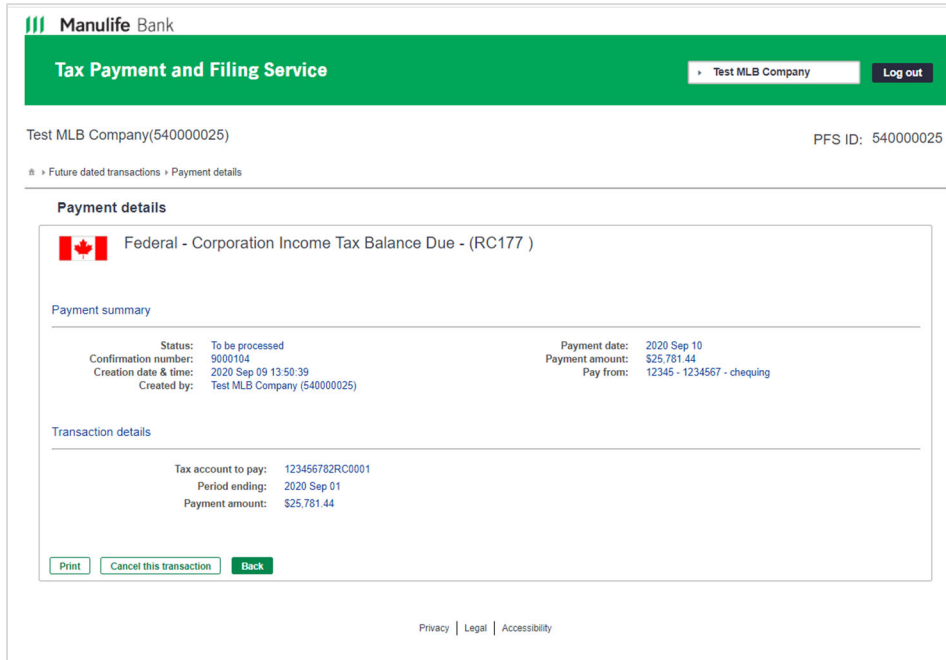 Manulife Bank
Tax Payment and Filing Service
Test MLB Company
Log out
Test MLB Company(540000025)
PFS ID: 540000025
Future dated transactions Payment details
Payment details
Federal - Corporation Income Tax Balance Due - (RC177 )
Payment summary
Status: To be processed
Payment date: 2020 Sep 10
Confirmation number: 9000104
Payment amount: $25,781.44
Creation date & time: 2020 Sep 09 13:50:39
Pay from: 12345 - 1234567 - chequing
Created by: Test MLB Company (540000025)
Transaction details
Tax account to pay: 123456782RC0001
Period ending: 2020 Sep 01
Payment amount: $25,781.44
Print
Cancel this transaction
Back
Privacy | Legal | Accessibility